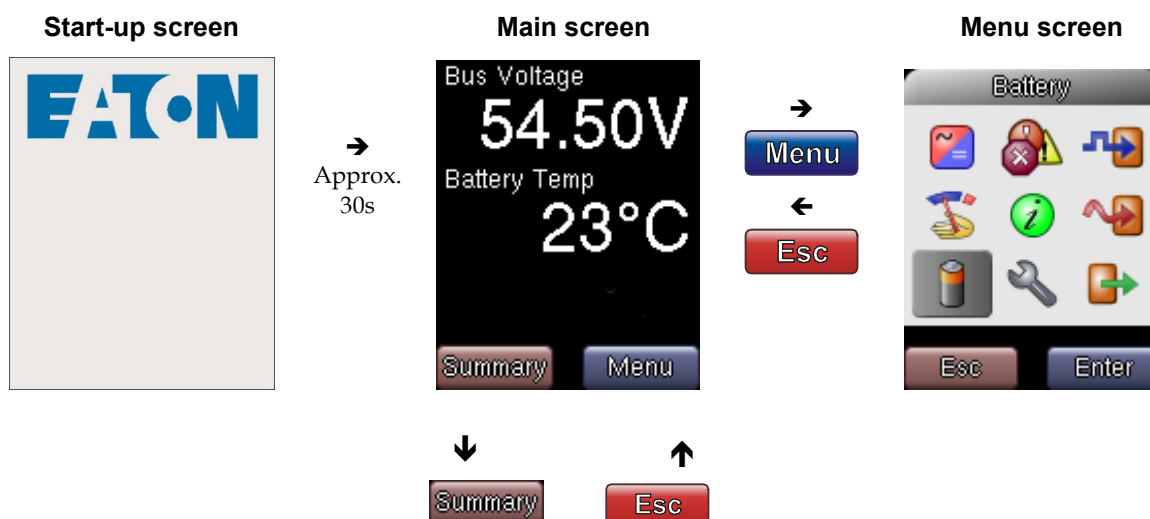 Start-up screen
Main screen
Menu screen
EATON
→
Approx.
30s
Bus Voltage
54.50V
Battery Temp
23°C
Summary Menu
→
Menu
←
Esc
Battery
i
Esc Enter
↓ ↑
Summary Esc